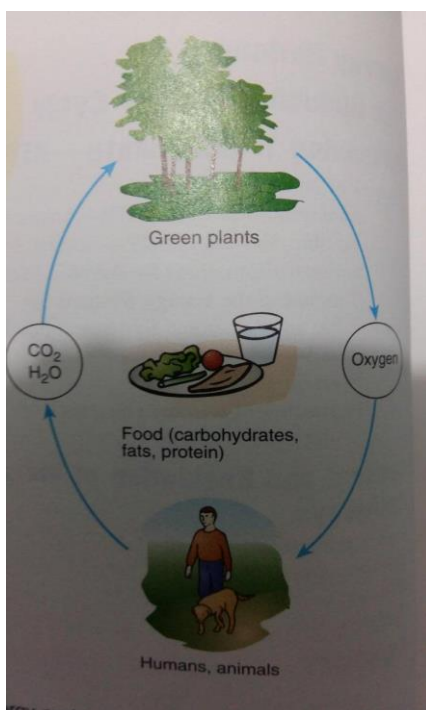 Green plants
CO₂
H₂O
Oxygen
Food (carbohydrates,
fats, protein)
Humans, animals